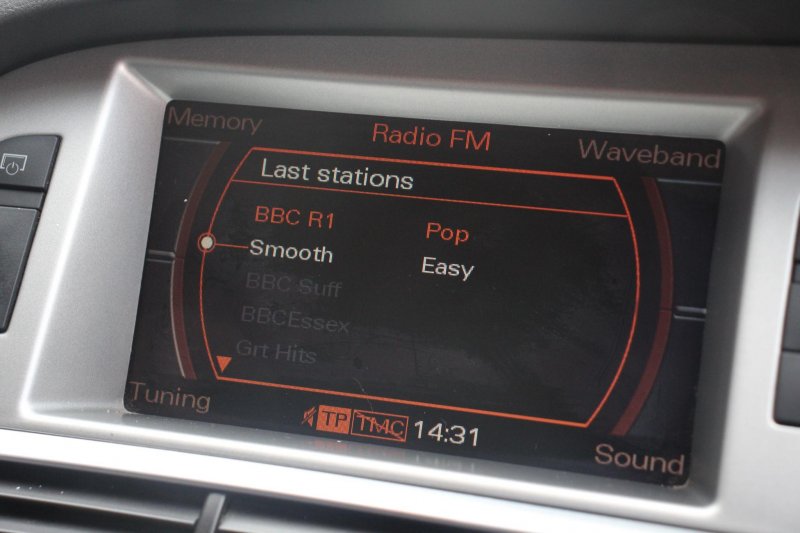 Memory
Radio FM
Waveband
Last stations
BBC R1 Pop
Smooth Easy
BBC Suff
BBCEssex
Grt Hits
Tuning
TP TMC 14:31
Sound